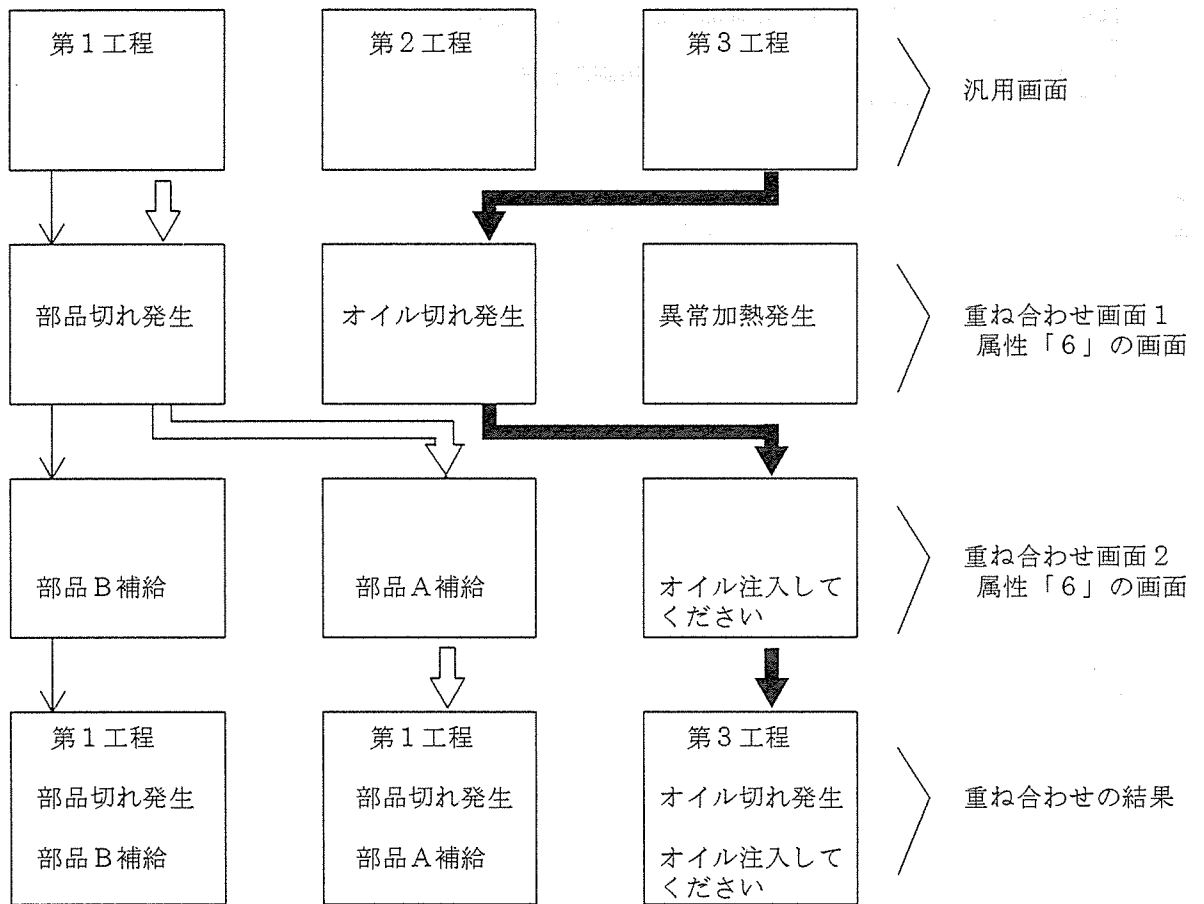 第１工程
第２工程
第３工程
汎用画面
部品切れ発生
オイル切れ発生
異常加熱発生
重ね合わせ画面１
属性「６」の画面
部品Ｂ補給
部品Ａ補給
オイル注入して
ください
重ね合わせ画面２
属性「６」の画面
第１工程
部品切れ発生
部品Ｂ補給
第１工程
部品切れ発生
部品Ａ補給
第３工程
オイル切れ発生
オイル注入して
ください
重ね合わせの結果